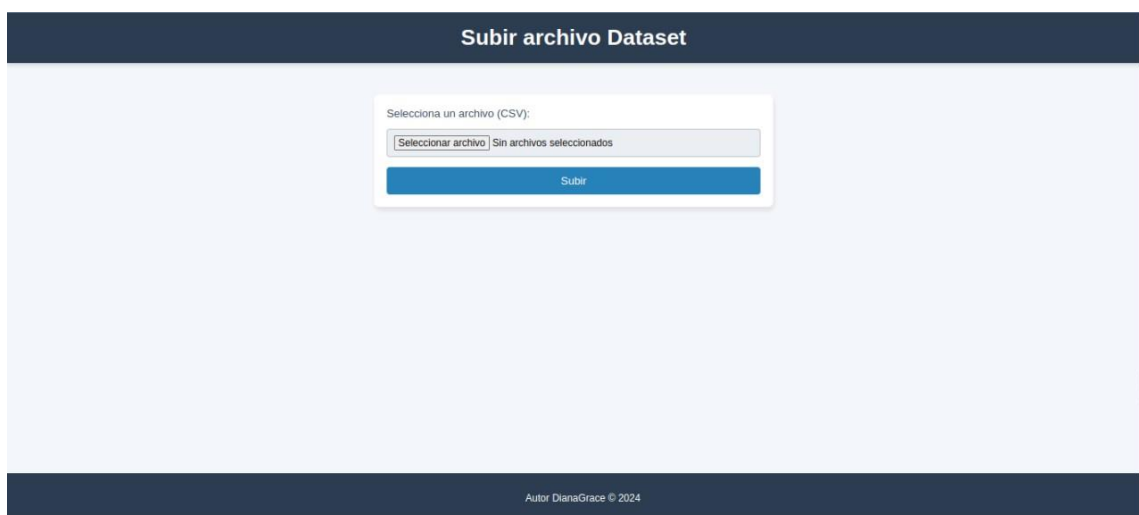 Subir archivo Dataset
Selecciona un archivo (CSV):
Seleccionar archivo Sin archivos seleccionados
Subir
Autor DianaGrace © 2024